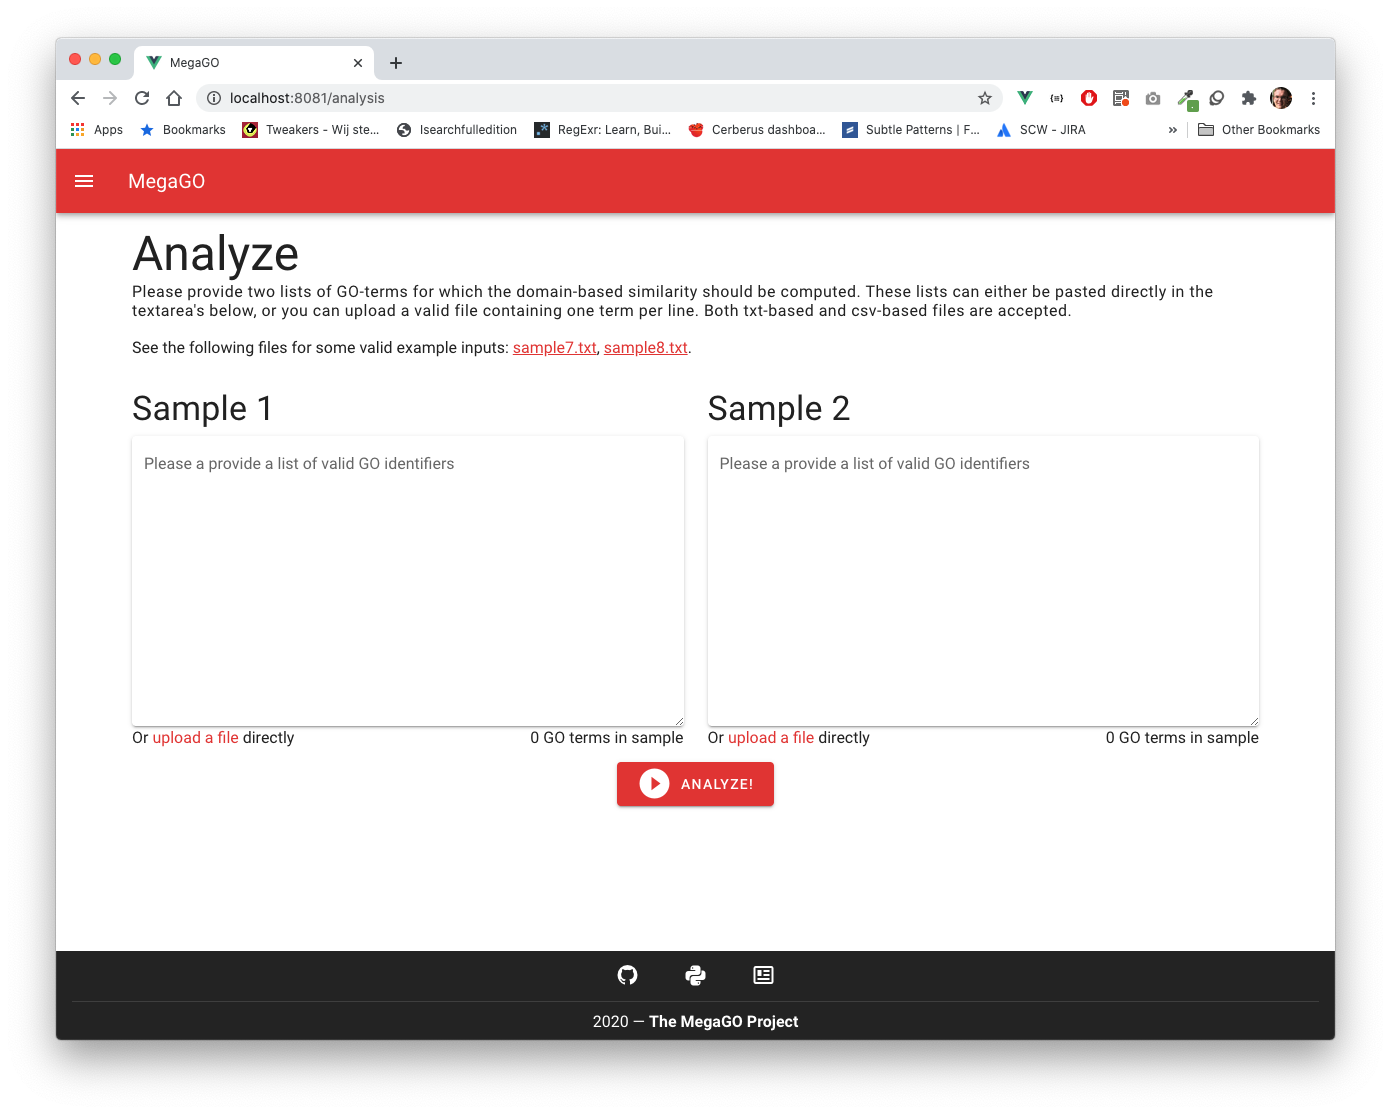 MegaGO
localhost:8081/analysis
Apps Bookmarks Tweakers - Wij ste... Isearchfulledition RegExr: Learn, Bui... Cerberus dashboa... Subtle Patterns | F... SCW - JIRA » Other Bookmarks
MegaGO
Analyze
Please provide two lists of GO-terms for which the domain-based similarity should be computed. These lists can either be pasted directly in the
textarea's below, or you can upload a valid file containing one term per line. Both txt-based and csv-based files are accepted.
See the following files for some valid example inputs: sample7.txt, sample8.txt.
Sample 1
Please a provide a list of valid GO identifiers
Or upload a file directly 0 GO terms in sample
Sample 2
Please a provide a list of valid GO identifiers
Or upload a file directly 0 GO terms in sample
ANALYZE!
2020 — The MegaGO Project